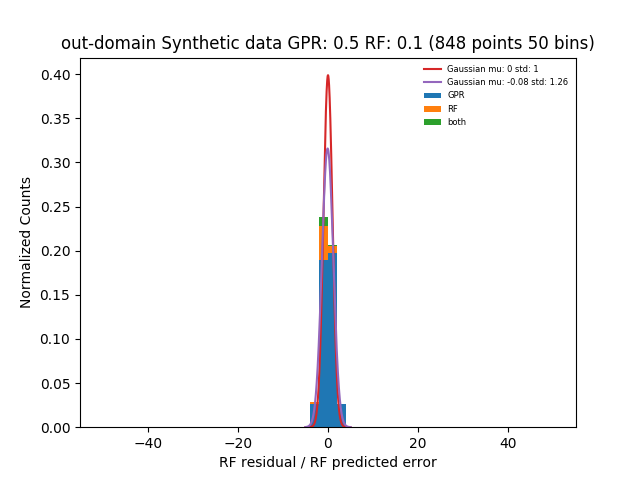 out-domain Synthetic data GPR: 0.5 RF: 0.1 (848 points 50 bins)
Gaussian mu: 0 std: 1
Gaussian mu: -0.08 std: 1.26
GPR
RF
both
Normalized Counts
0.40
0.35
0.30
0.25
0.20
0.15
0.10
0.05
0.00
−40 −20 0 20 40
RF residual / RF predicted error